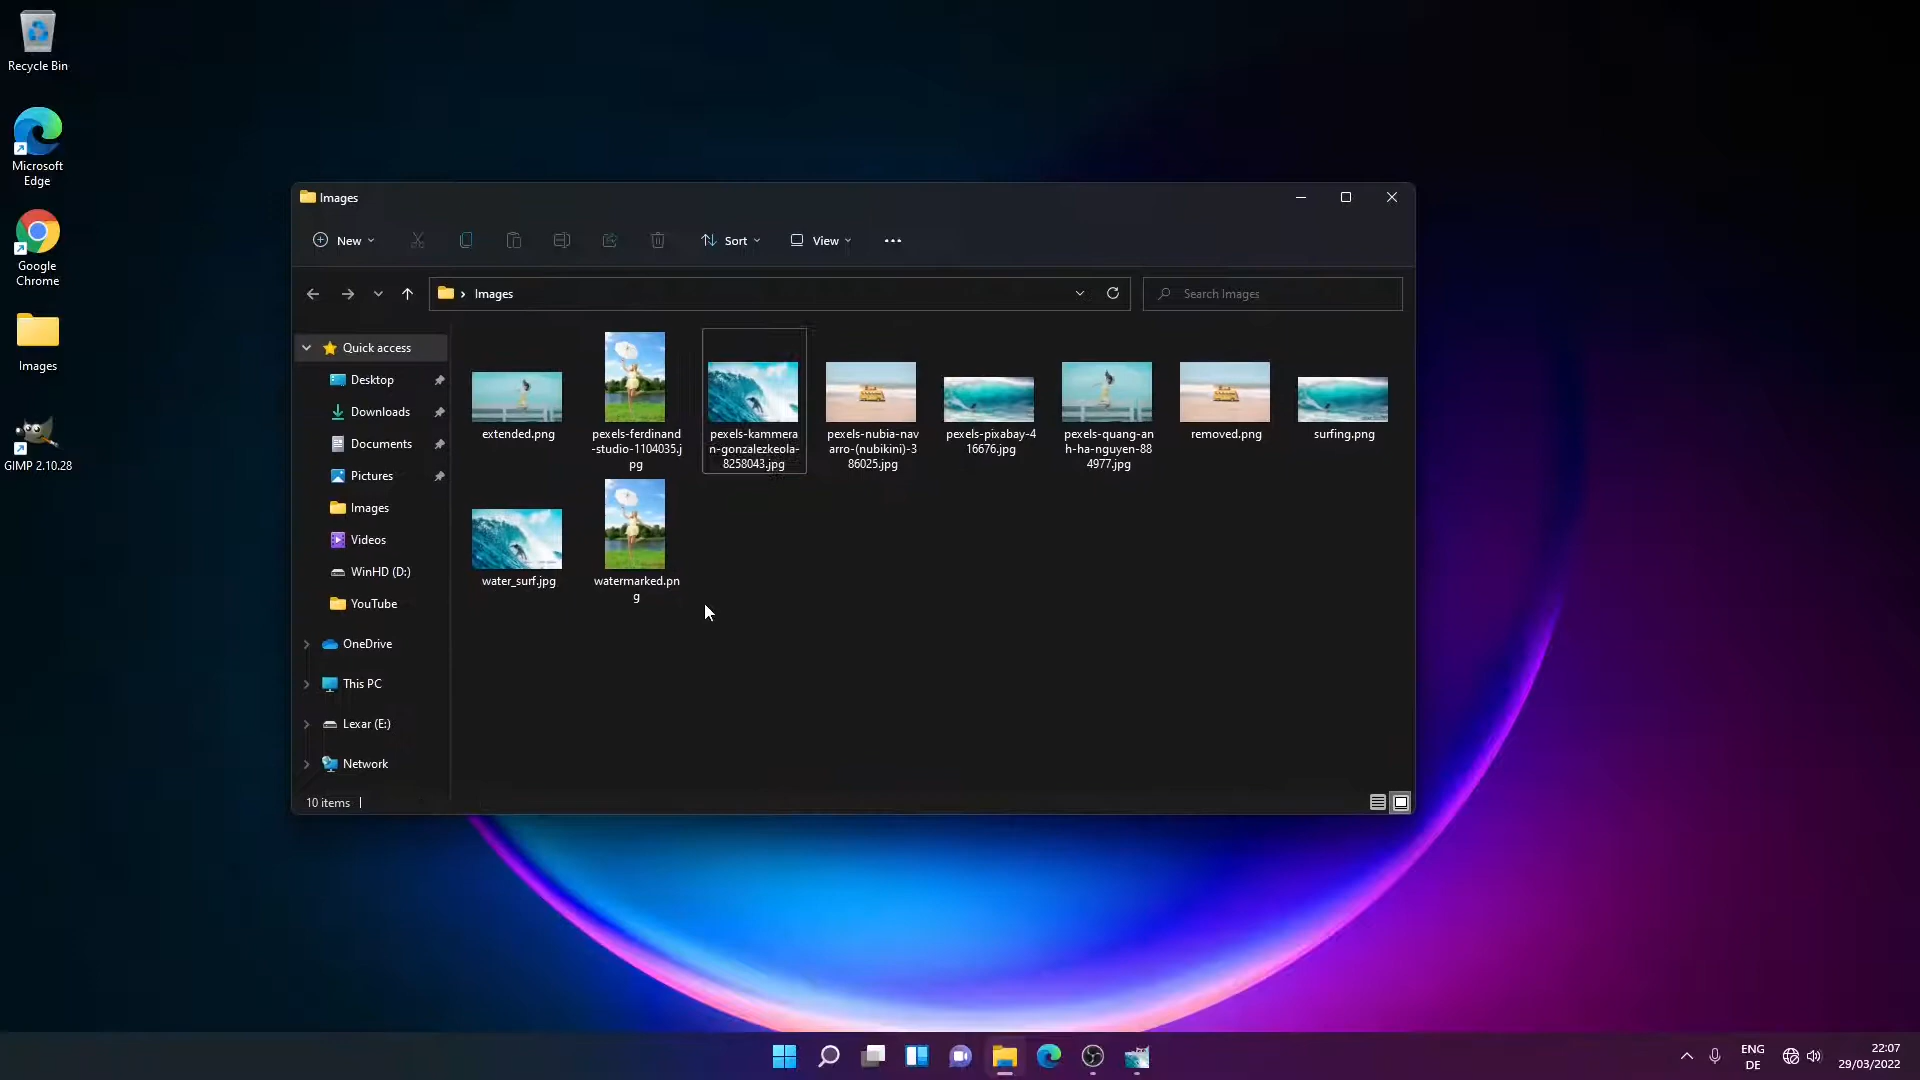 Recycle Bin
Microsoft
Edge
Google
Chrome
Images
GIMP 2.10.28
Images
New
Sort
View
Images
Search Images
Quick access
Desktop
Downloads
Documents
Pictures
Images
Videos
WinHD (D:)
YouTube
OneDrive
This PC
Lexar (E:)
Network
extended.png
pexels-ferdinand
-studio-1104035.j
pg
pexels-kammera
n-gonzalezkeola-
8258043.jpg
pexels-nubia-nav
arro-(nubikini)-3
86025.jpg
pexels-pixabay-4
16676.jpg
pexels-quang-an
h-ha-nguyen-88
4977.jpg
removed.png
surfing.png
water_surf.jpg
watermarked.pn
g
10 items
ENG
DE
22:07
29/03/2022